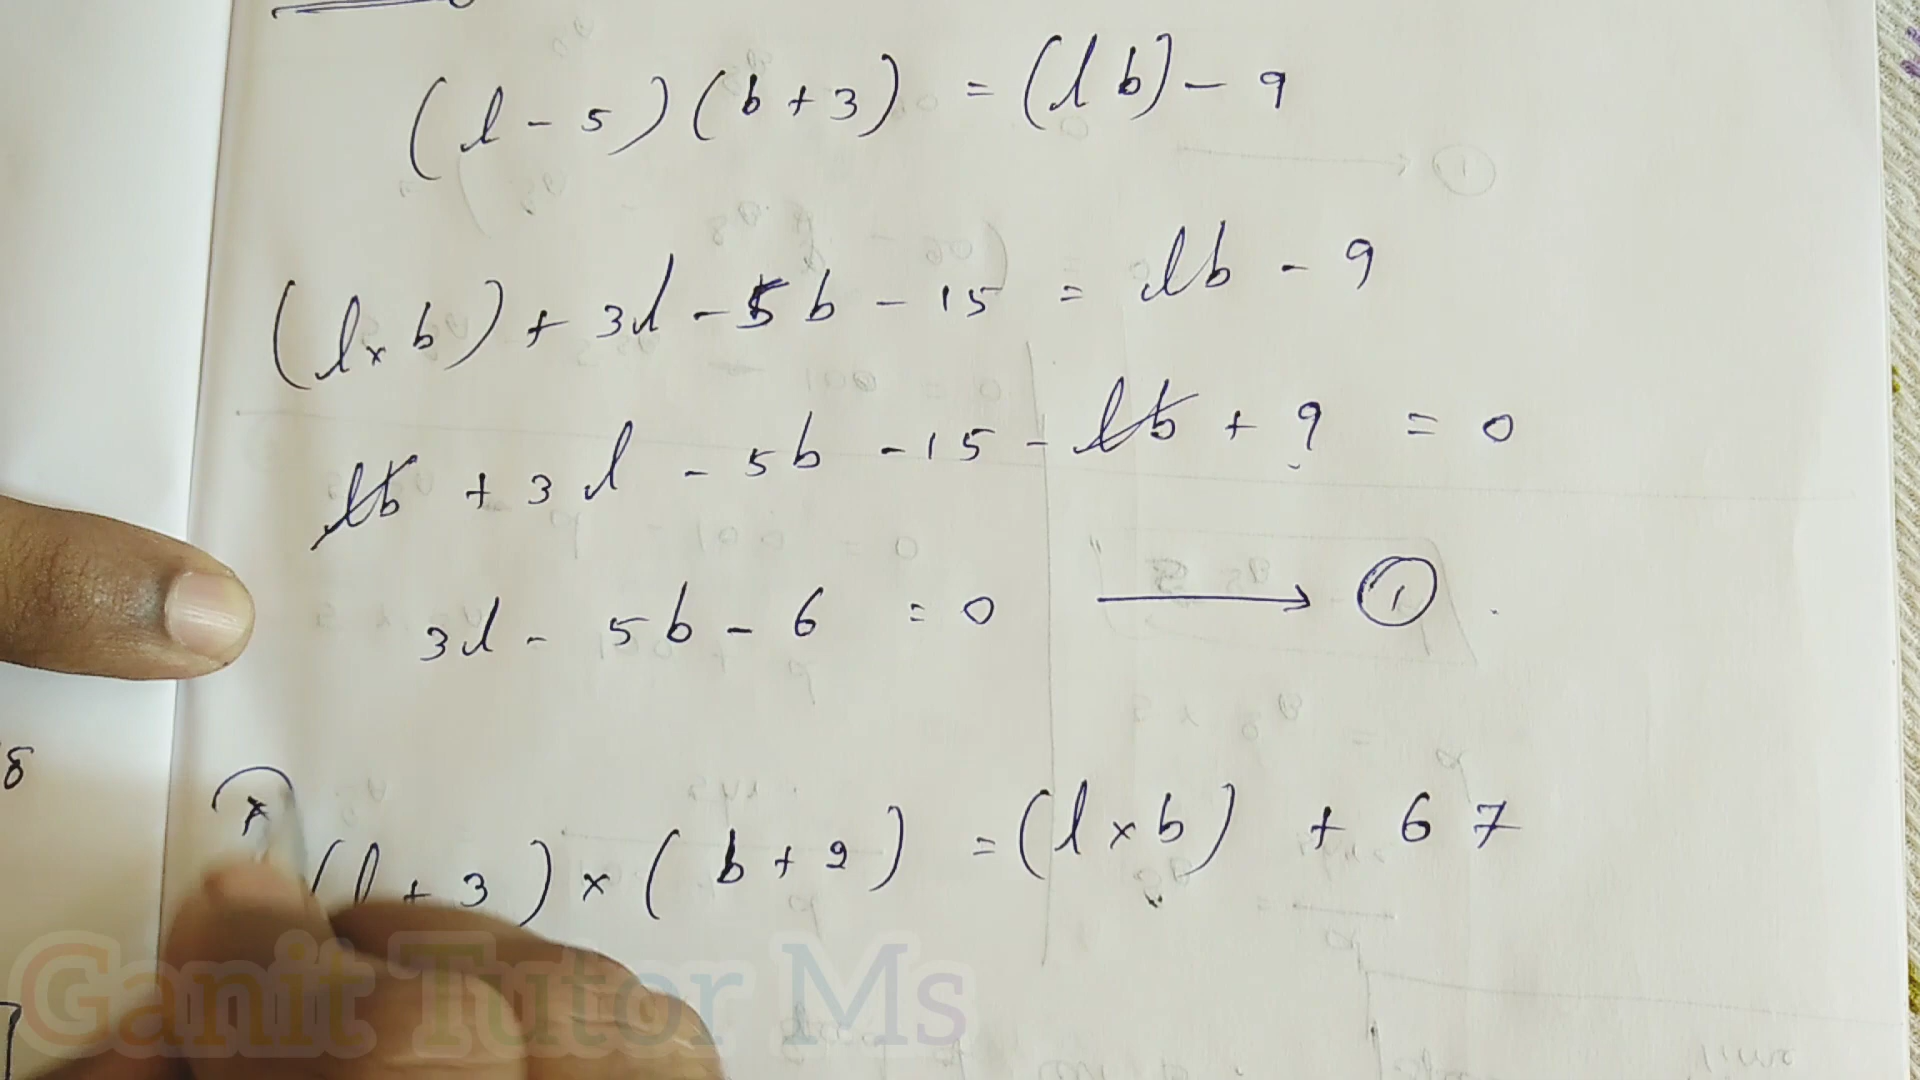 (l - 5) (b + 3) = (l b) - 9
(l × b) + 3l - 5b - 15 = lb - 9
lb + 3l - 5b - 15 - lb + 9 = 0
3l - 5b - 6 = 0 ⟶ ①
8
*
(l + 3) × (b + 2) = (l × b) + 67
Ganit Tutor Ms